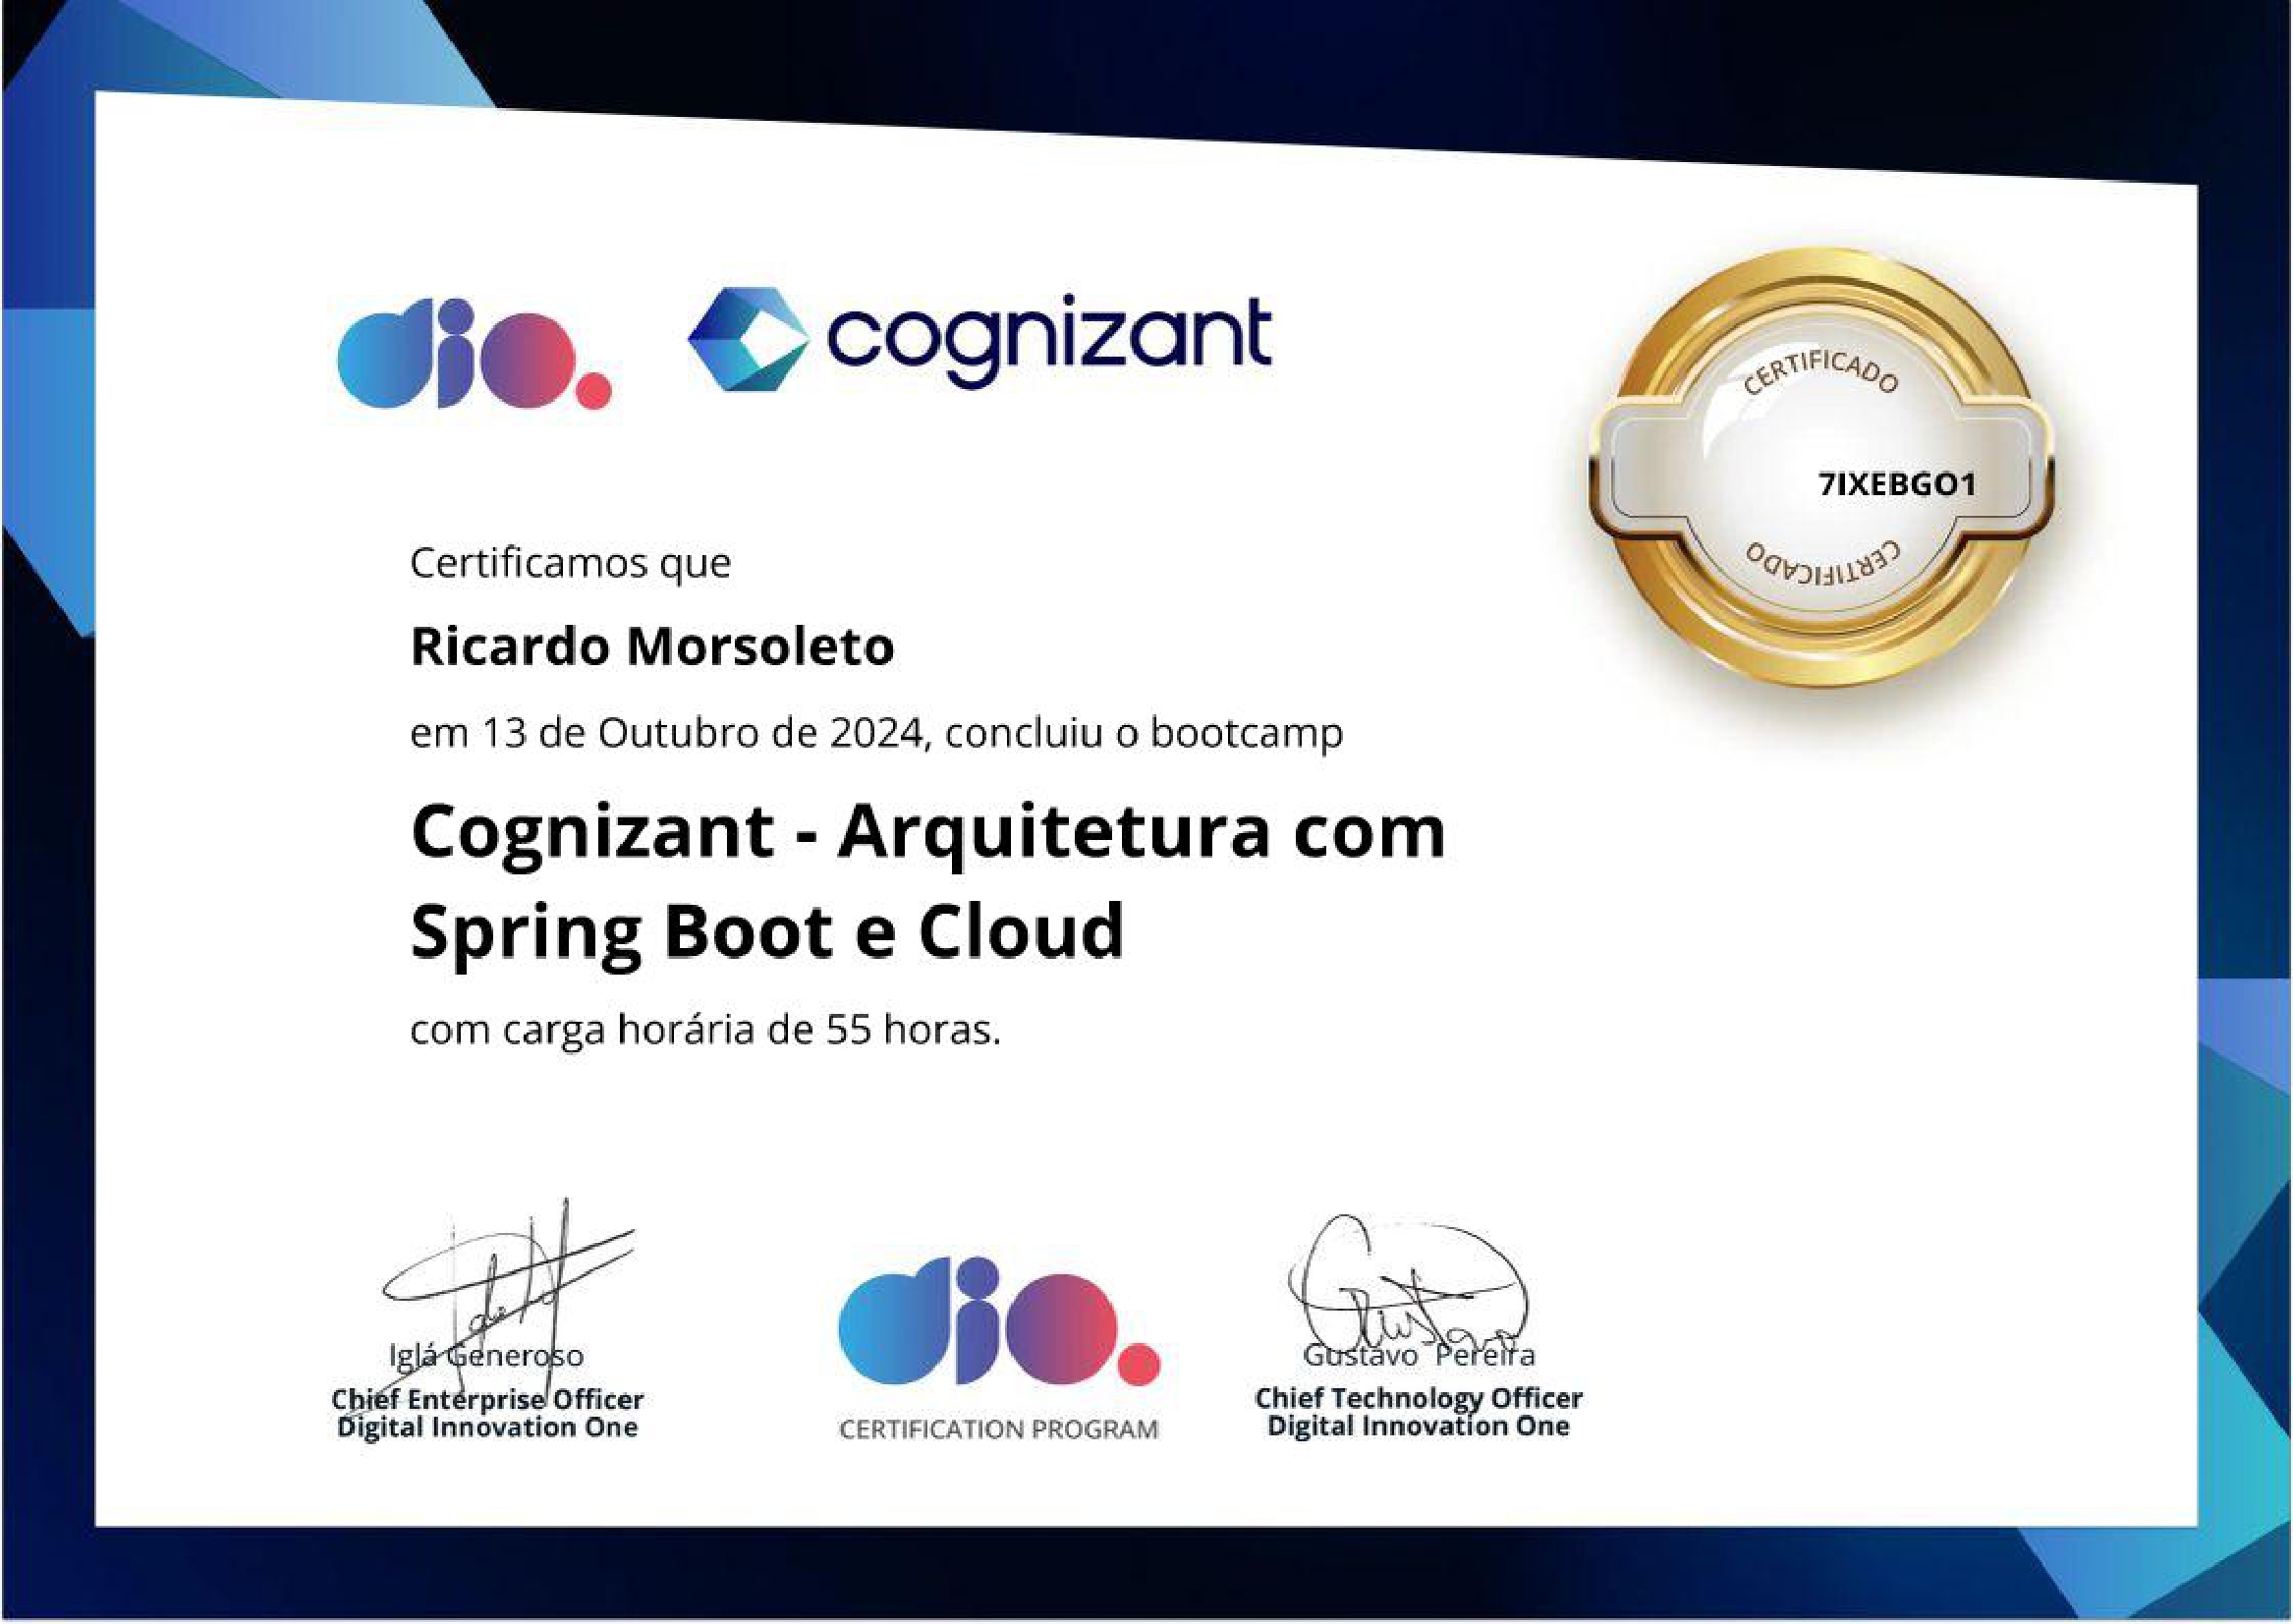 dio.
cognizant
CERTIFICADO
7IXEBGO1
CERTIFICADO
Certificamos que
Ricardo Morsoleto
em 13 de Outubro de 2024, concluiu o bootcamp
Cognizant - Arquitetura com
Spring Boot e Cloud
com carga horária de 55 horas.
Iglá Generoso
Chief Enterprise Officer
Digital Innovation One
dio.
CERTIFICATION PROGRAM
Gustavo
Gustavo Pereira
Chief Technology Officer
Digital Innovation One